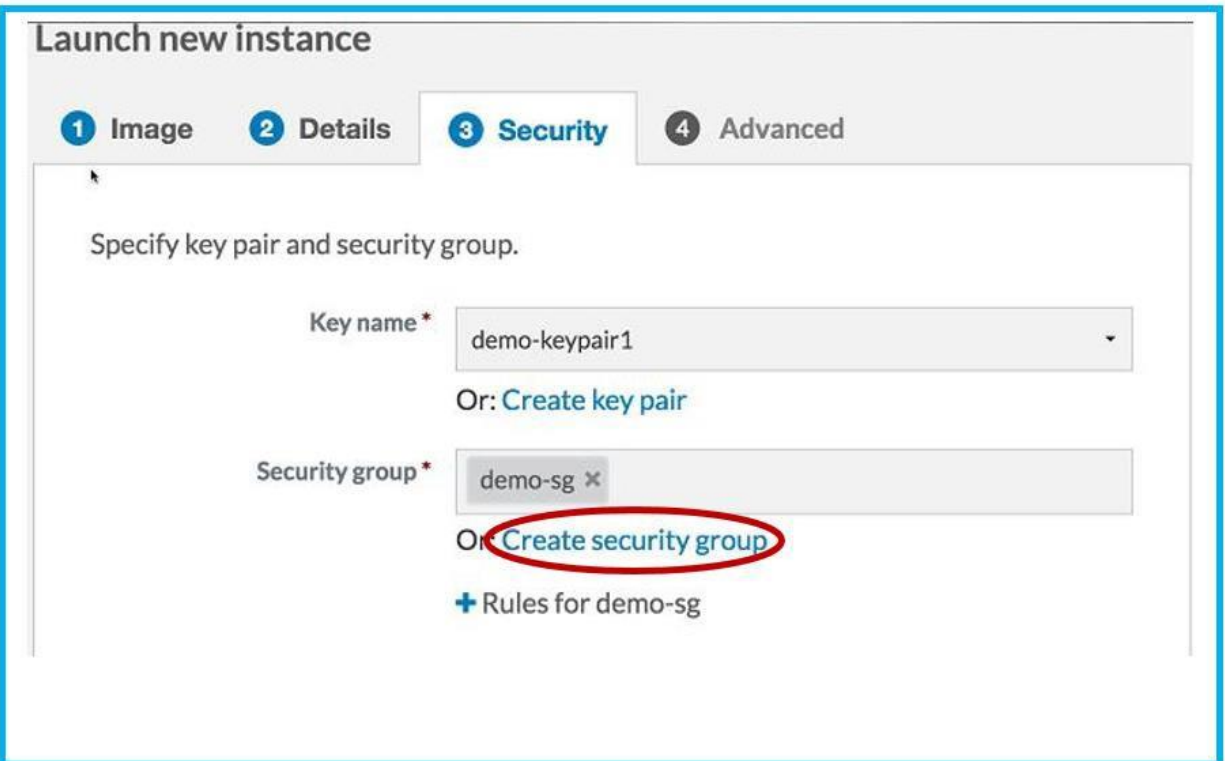 Launch new instance
1 Image 2 Details 3 Security 4 Advanced
Specify key pair and security group.
Key name *
demo-keypair1
Or: Create key pair
Security group *
demo-sg ×
Or: Create security group
+ Rules for demo-sg